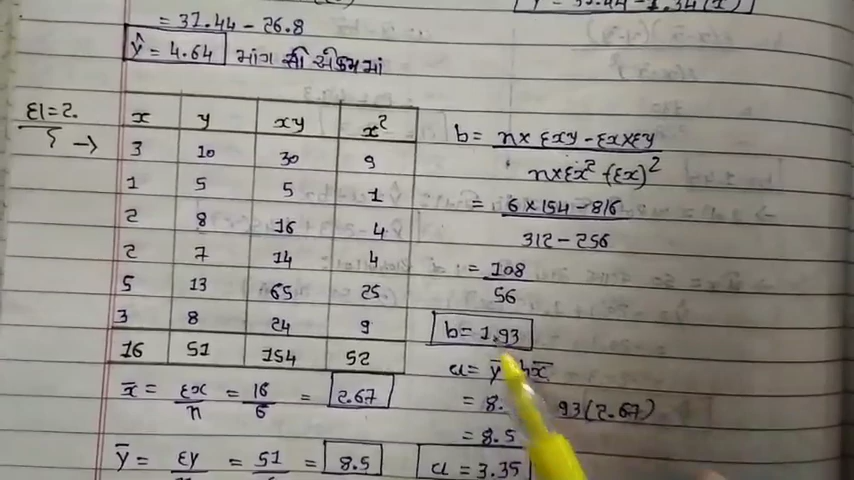 = 37.44 - 26.8
ŷ = 4.64 માંગ
દા=2.
x y xy x²
3 10 30 9
1 5 5 1
2 8 16 4
2 7 14 4
5 13 65 25
3 8 24 9
16 51 154 52
x̄ = Σx/n = 16/6 = 2.67
ȳ = Σy = 51 = 8.5
b = n × Σxy - Σx × Σy / n × Σx² - (Σx)²
= 6 × 154 - 816 / 312 - 256
= 108 / 56
b = 1.93
a = ȳ x̄
= 8. 93(2.67)
= 8.5
a = 3.35